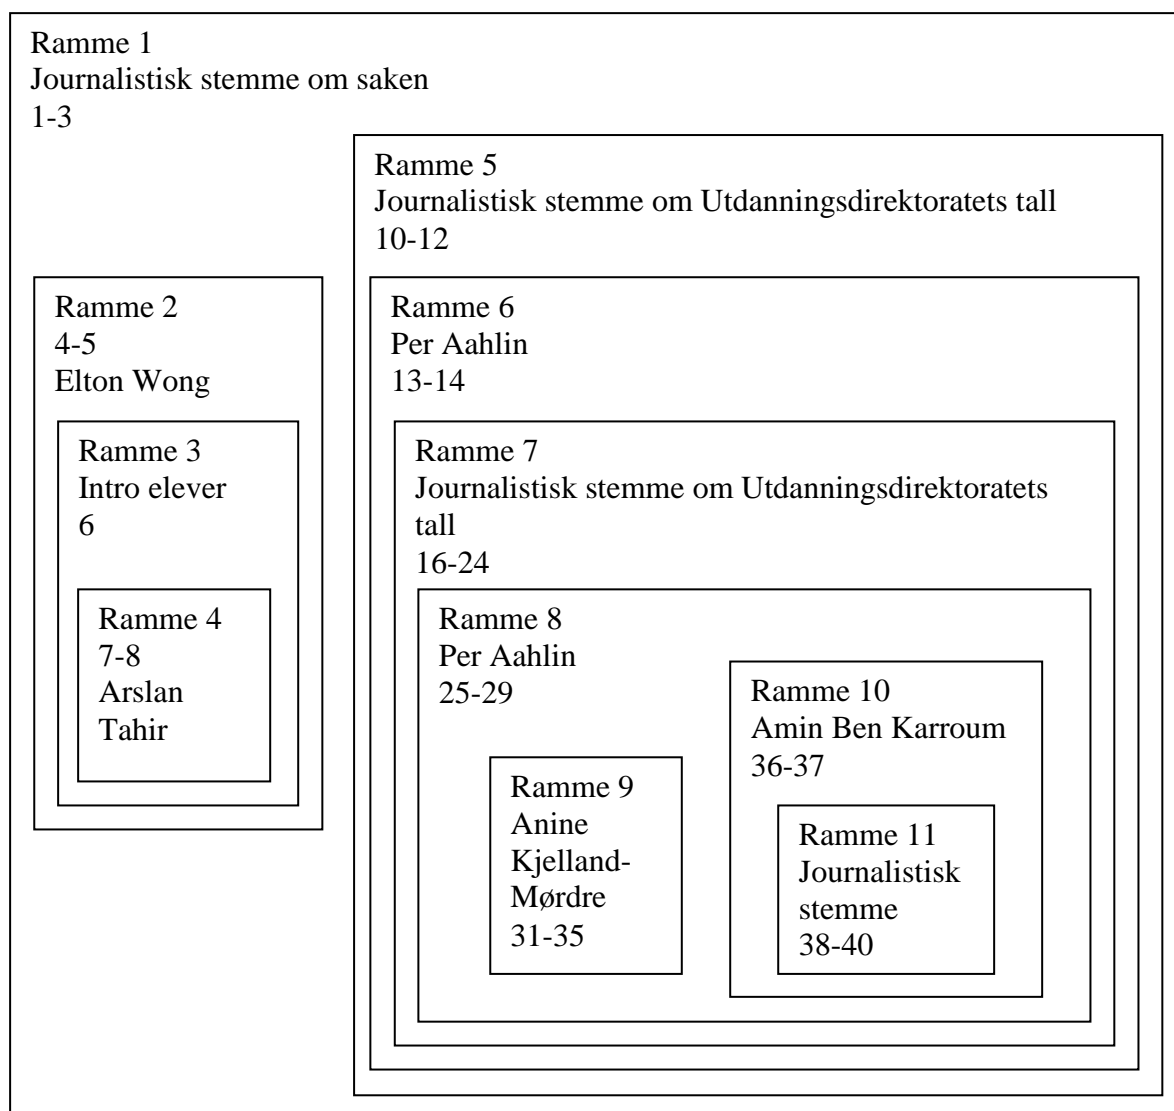 Ramme 1
Journalistisk stemme om saken
1-3
Ramme 2
4-5
Elton Wong
Ramme 3
Intro elever
6
Ramme 4
7-8
Arslan
Tahir
Ramme 5
Journalistisk stemme om Utdanningsdirektoratets tall
10-12
Ramme 6
Per Aahlin
13-14
Ramme 7
Journalistisk stemme om Utdanningsdirektoratets
tall
16-24
Ramme 8
Per Aahlin
25-29
Ramme 9
Anine
Kjelland-
Mørdre
31-35
Ramme 10
Amin Ben Karroum
36-37
Ramme 11
Journalistisk
stemme
38-40